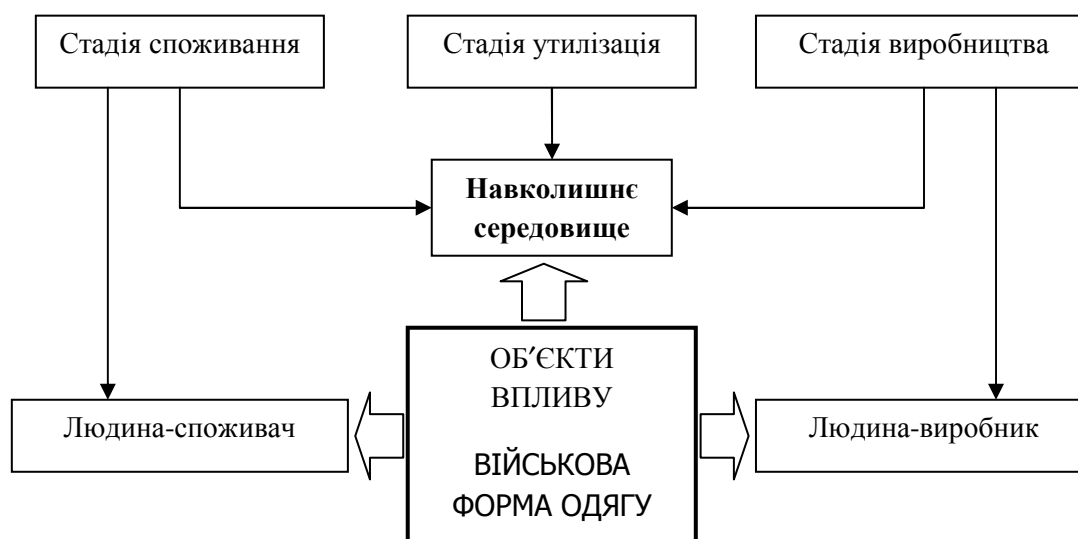 Стадія споживання
Стадія утилізація
Стадія виробництва
Навколишнє
середовище
ОБ′ЄКТИ
ВПЛИВУ
Людина-споживач
Людина-виробник
ВІЙСЬКОВА
ФОРМА ОДЯГУ